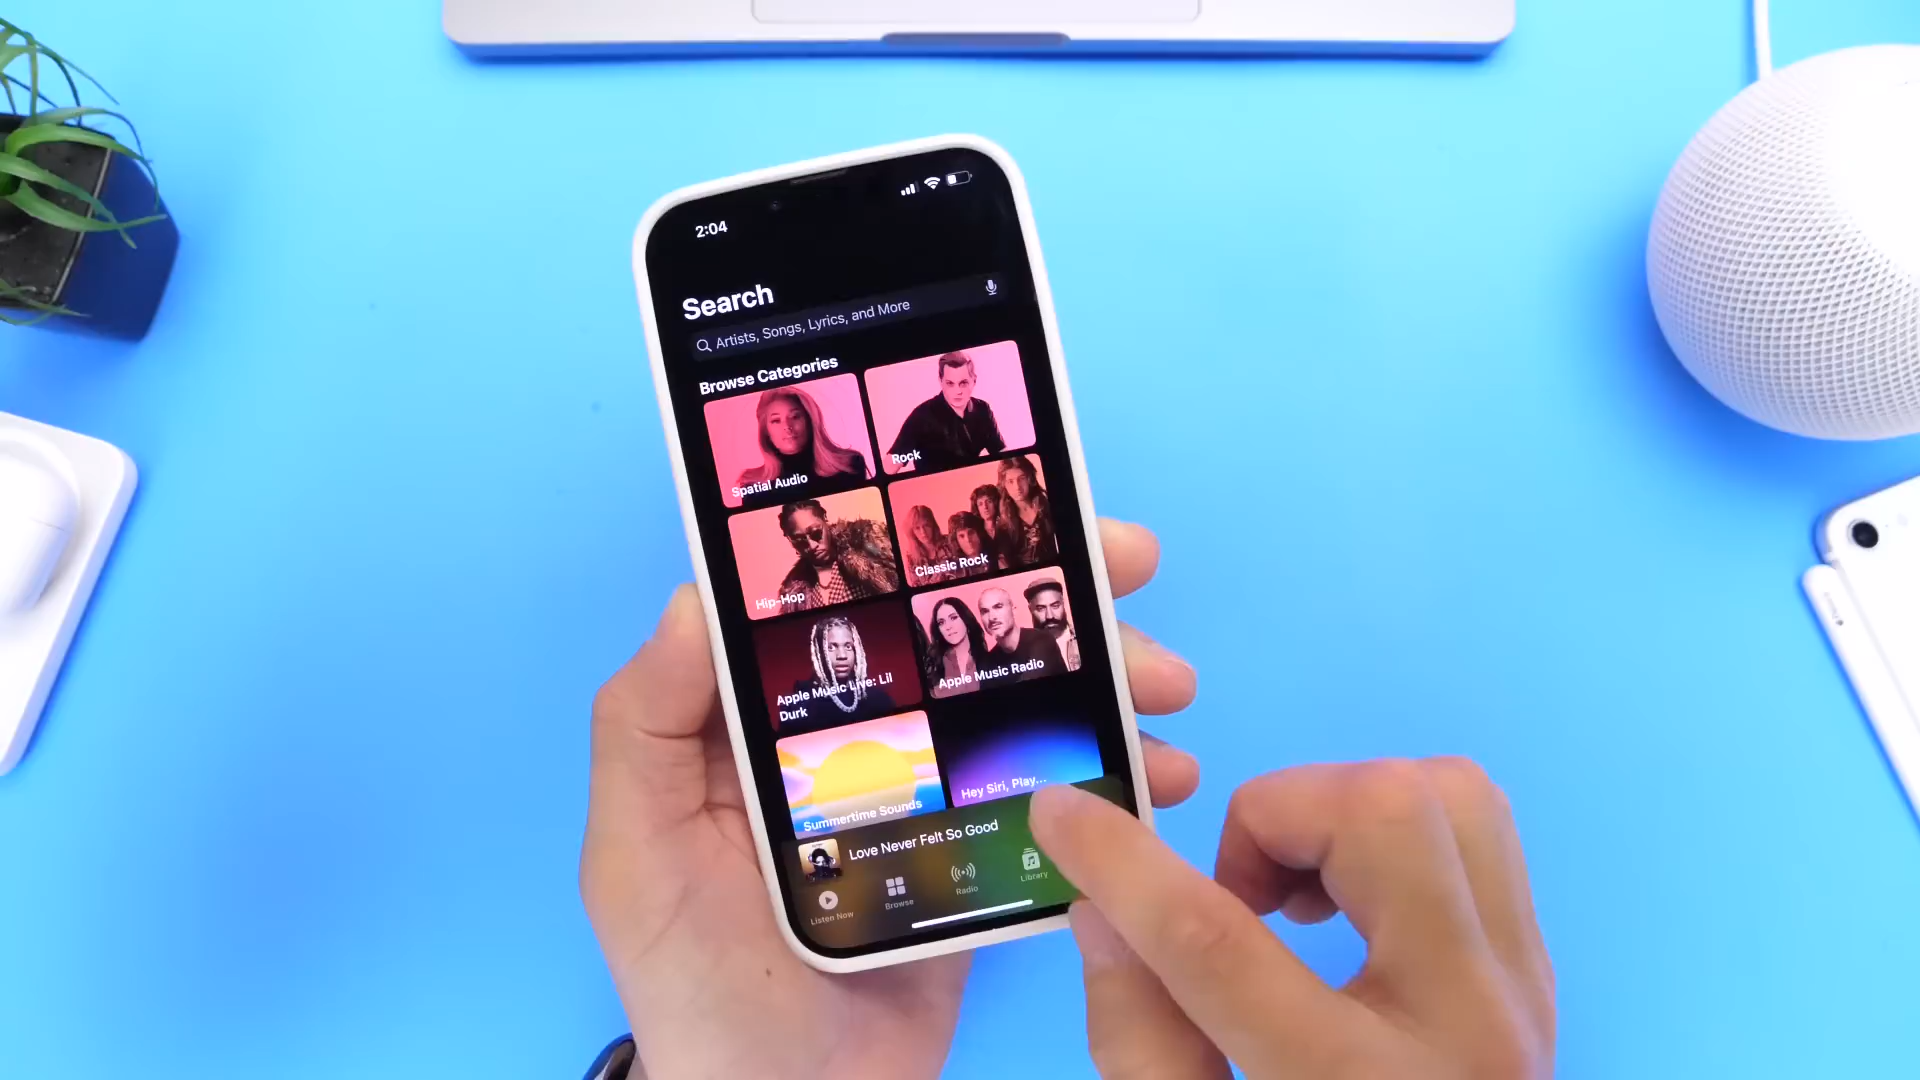 2:04
Search
Artists, Songs, Lyrics, and More
Browse Categories
Spatial Audio
Rock
Hip-Hop
Classic Rock
Apple Music Live: Lil
Durk
Apple Music Radio
Summertime Sounds
Hey Siri, Play...
Love Never Felt So Good
Listen Now
Browse
Radio
Library